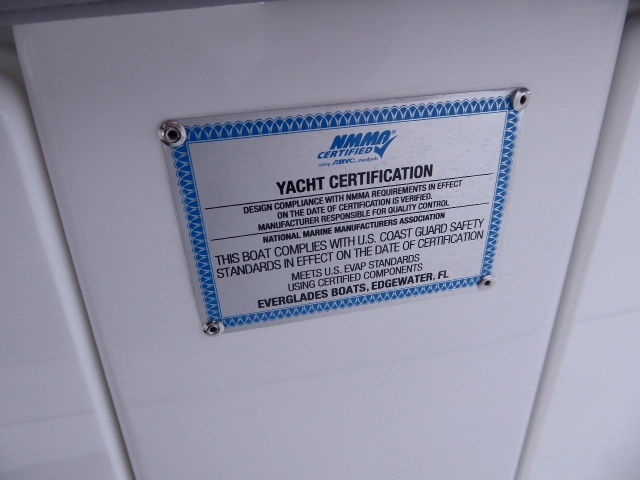 NMMA®
CERTIFIED
using ABYC standards
YACHT CERTIFICATION
DESIGN COMPLIANCE WITH NMMA REQUIREMENTS IN EFFECT
ON THE DATE OF CERTIFICATION IS VERIFIED.
MANUFACTURER RESPONSIBLE FOR QUALITY CONTROL
NATIONAL MARINE MANUFACTURERS ASSOCIATION
THIS BOAT COMPLIES WITH U.S. COAST GUARD SAFETY
STANDARDS IN EFFECT ON THE DATE OF CERTIFICATION
MEETS U.S. EVAP STANDARDS
USING CERTIFIED COMPONENTS
EVERGLADES BOATS, EDGEWATER, FL